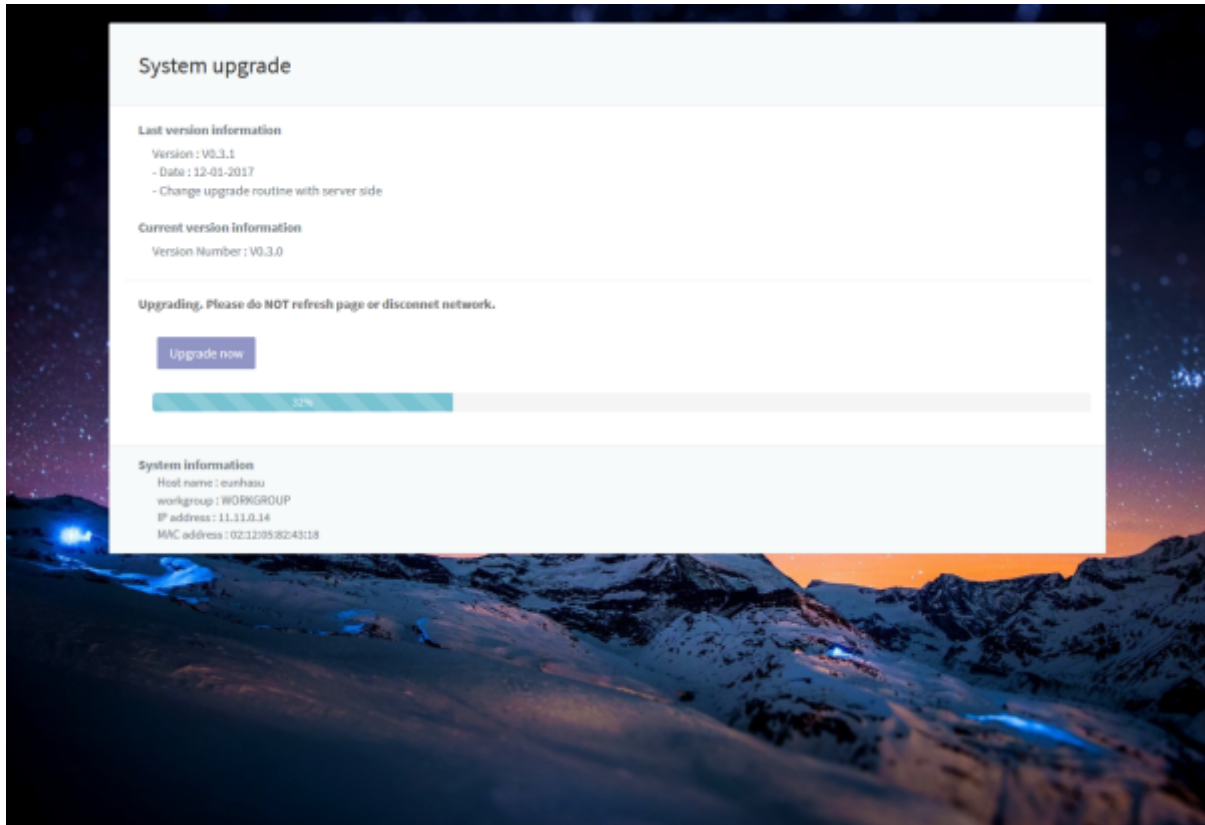 System upgrade
Last version information
Version : V0.3.1
- Date : 12-01-2017
- Change upgrade routine with server side
Current version information
Version Number : V0.3.0
Upgrading. Please do NOT refresh page or disconnet network.
Upgrade now
32%
System information
Host name : eunhasu
workgroup : WORKGROUP
IP address : 11.11.0.14
MAC address : 02:12:05:82:43:18